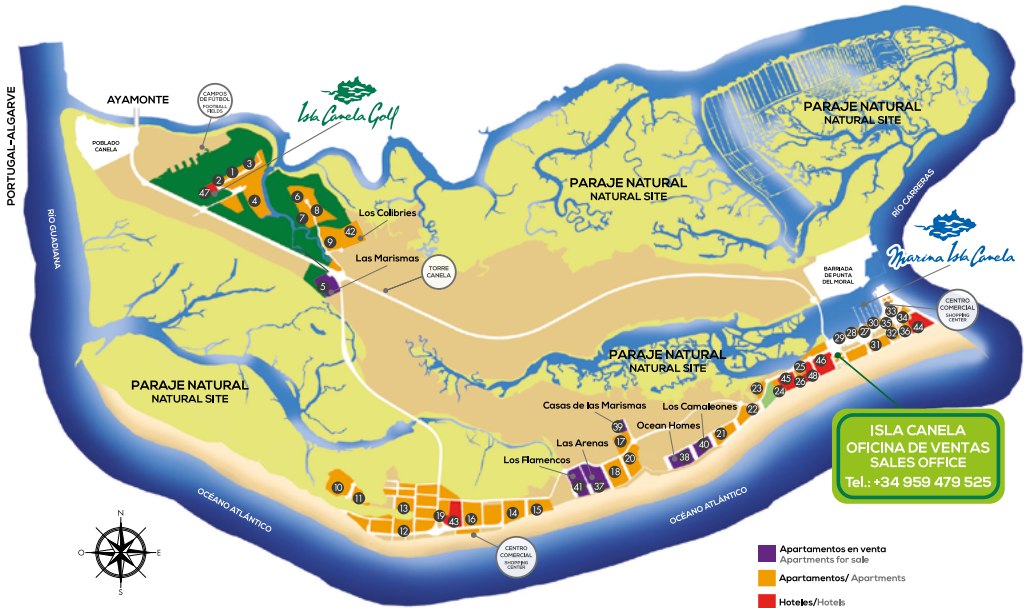 PORTUGAL-ALGARVE
AYAMONTE
POBLADO
CANELA
CAMPOS
DE FUTBOL
FOOTBALL
FIELDS
Isla Canela Golf
3
1
2
47
4
6
8
7
9
42
Los Colibries
Las Marismas
5
TORRE
CANELA
RÍO GUADIANA
PARAJE NATURAL
NATURAL SITE
PARAJE NATURAL
NATURAL SITE
RÍO CARRERAS
Marina Isla Canela
BARRIADA
DE PUNTA
DEL MORAL
CENTRO
COMERCIAL
SHOPPING
CENTER
33
34
30
35
44
29
28
27
32
36
31
PARAJE NATURAL
NATURAL SITE
46
25
45
26
48
24
23
22
PARAJE NATURAL
NATURAL SITE
Casas de las Marismas
39
Los Camaleones
Ocean Homes
17
40
21
38
Las Arenas
20
18
Los Flamencos
41
37
ISLA CANELA
OFICINA DE VENTAS
SALES OFFICE
Tel.: +34 959 479 525
10
11
13
12
19
43
16
14
15
OCÉANO ATLÁNTICO
OCÉANO ATLÁNTICO
CENTRO
COMERCIAL
SHOPPING
CENTER
N
O
E
S
Apartamentos en venta
Apartments for sale
Apartamentos/ Apartments
Hoteles/Hotels